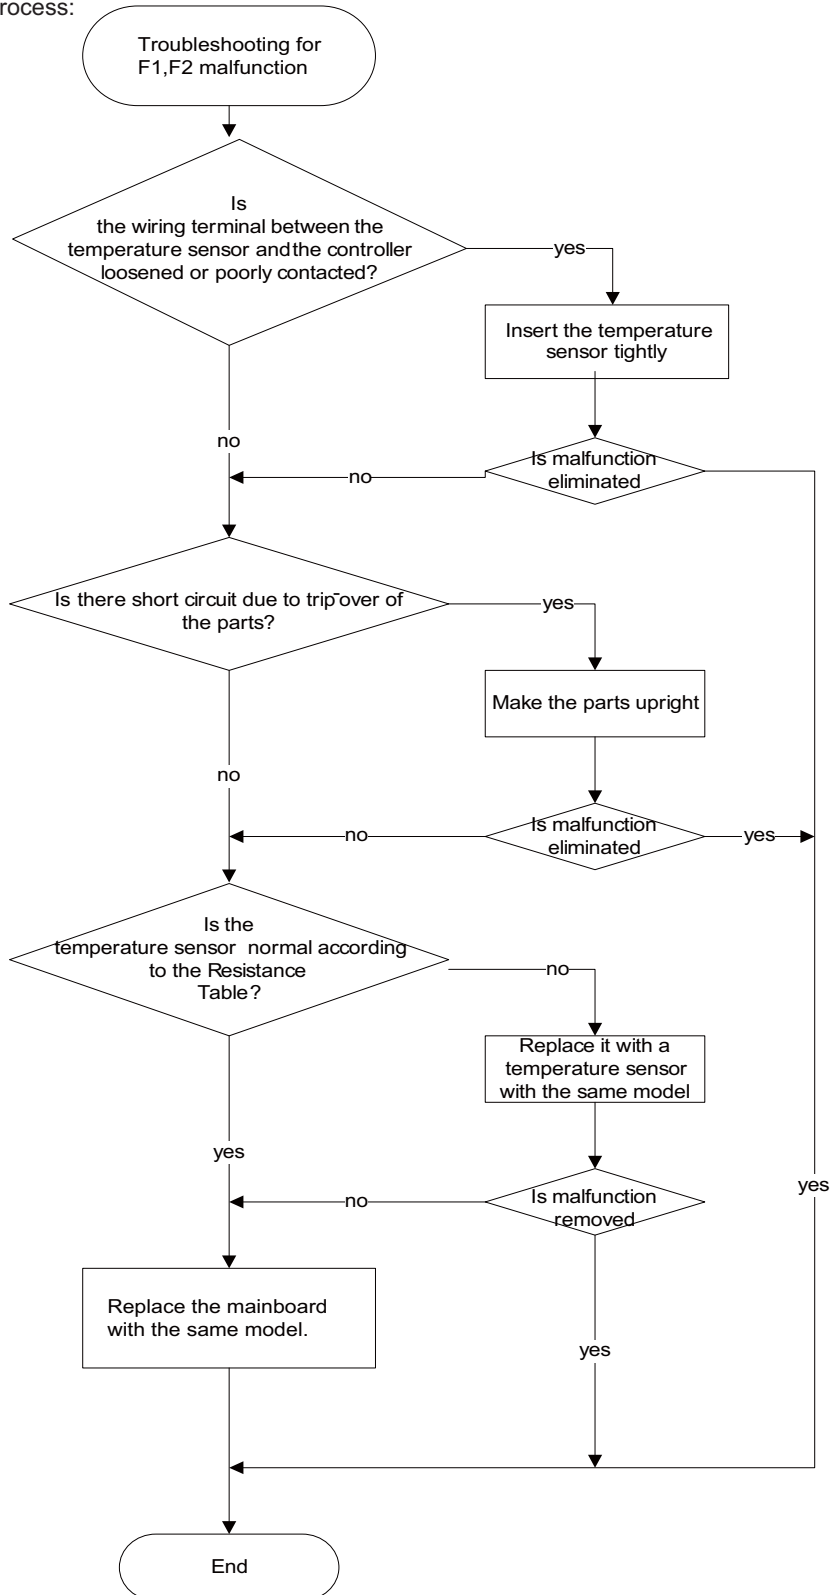 rocess:
Troubleshooting for
F1,F2 malfunction
Is
the wiring terminal between the
temperature sensor and the controller
loosened or poorly contacted?
yes
Insert the temperature
sensor tightly
no
Is malfunction
eliminated
no
Is there short circuit due to trip-over of
the parts?
yes
Make the parts upright
no
Is malfunction
eliminated
no
yes
Is the
temperature sensor normal according
to the Resistance
Table?
no
Replace it with a
temperature sensor
with the same model
yes
yes
Is malfunction
removed
no
Replace the mainboard
with the same model.
yes
End